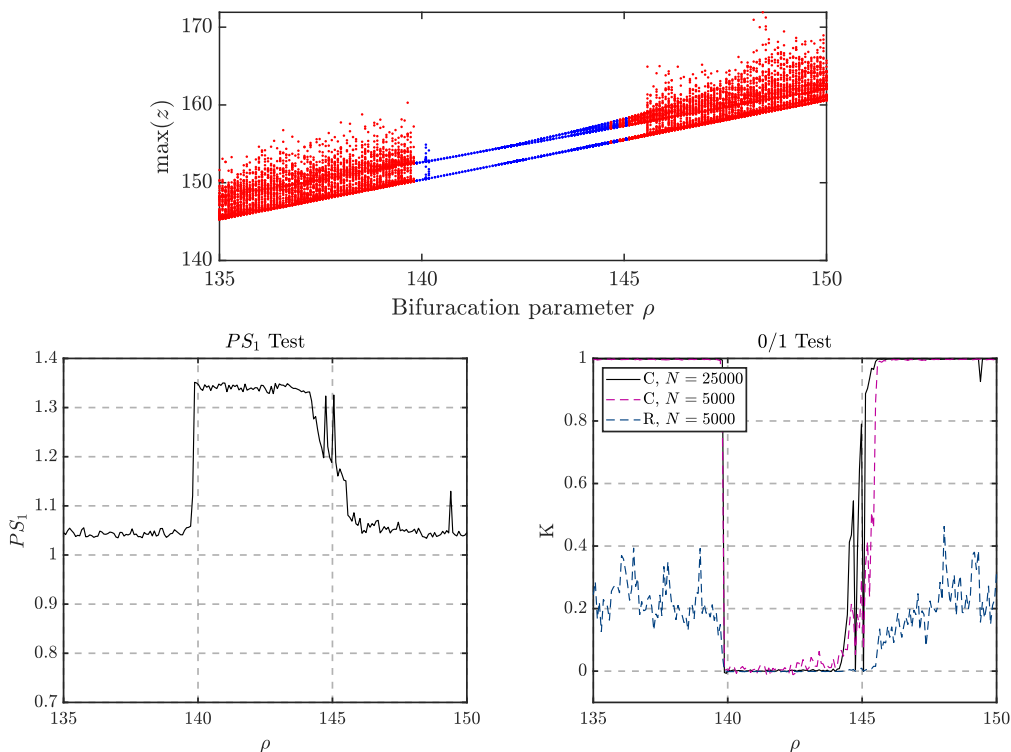 170
160
150
140
max(z)
135
140
145
150
Bifuracation parameter ρ
PS₁ Test
1.4
1.3
1.2
1.1
1
0.9
0.8
0.7
PS₁
135
140
145
150
ρ
0/1 Test
1
0.8
0.6
0.4
0.2
0
K
C, N = 25000
C, N = 5000
R, N = 5000
135
140
145
150
ρ